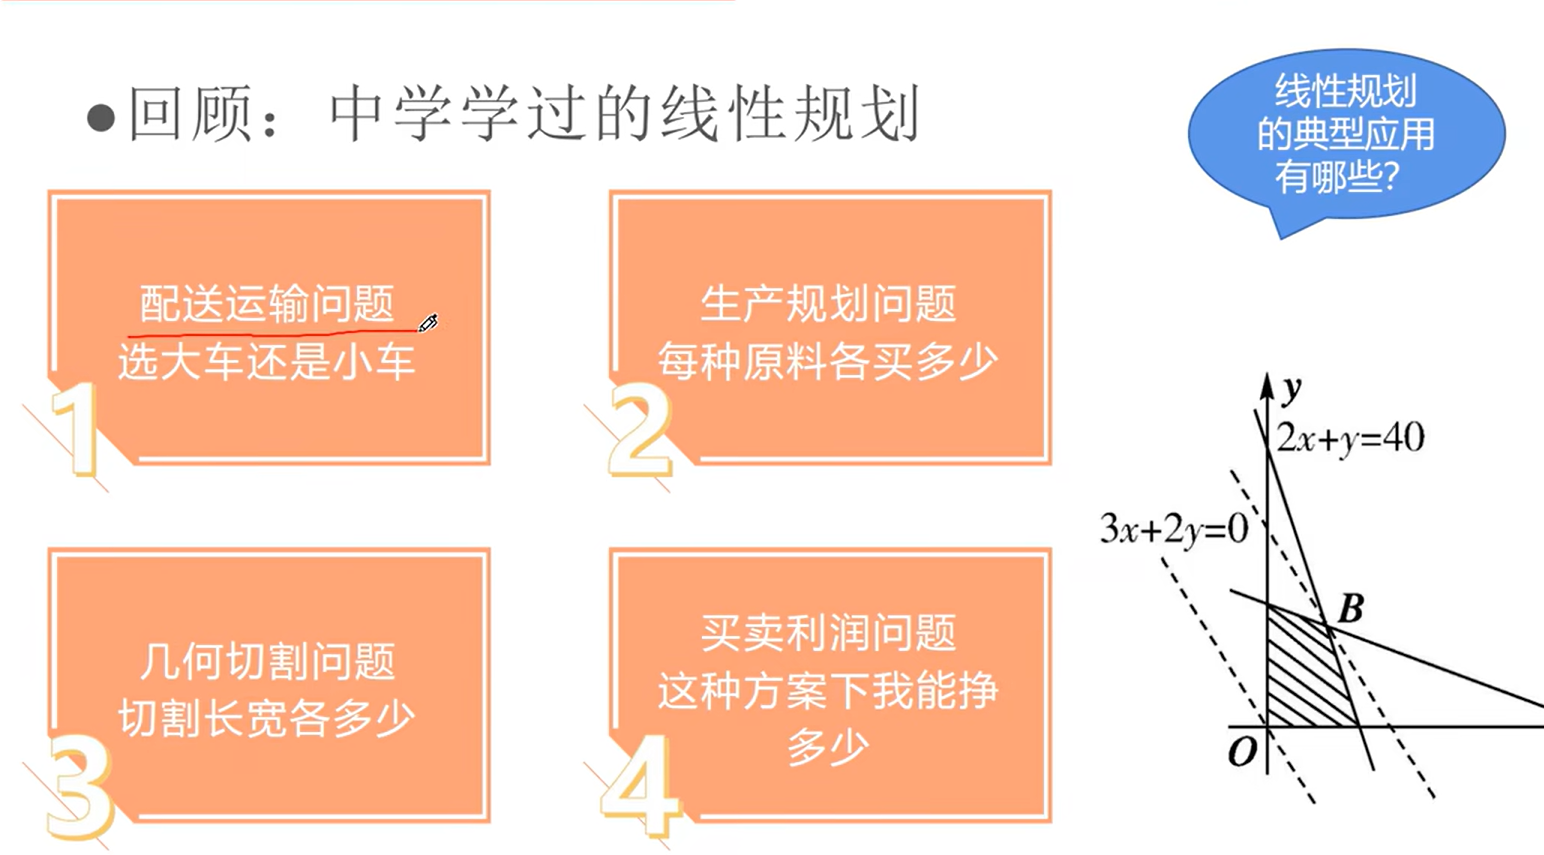 ●回顾：中学学过的线性规划
线性规划
的典型应用
有哪些？
配送运输问题
选大车还是小车
1
生产规划问题
每种原料各买多少
2
几何切割问题
切割长宽各多少
3
买卖利润问题
这种方案下我能挣
多少
4
y
2x+y=40
3x+2y=0
B
O